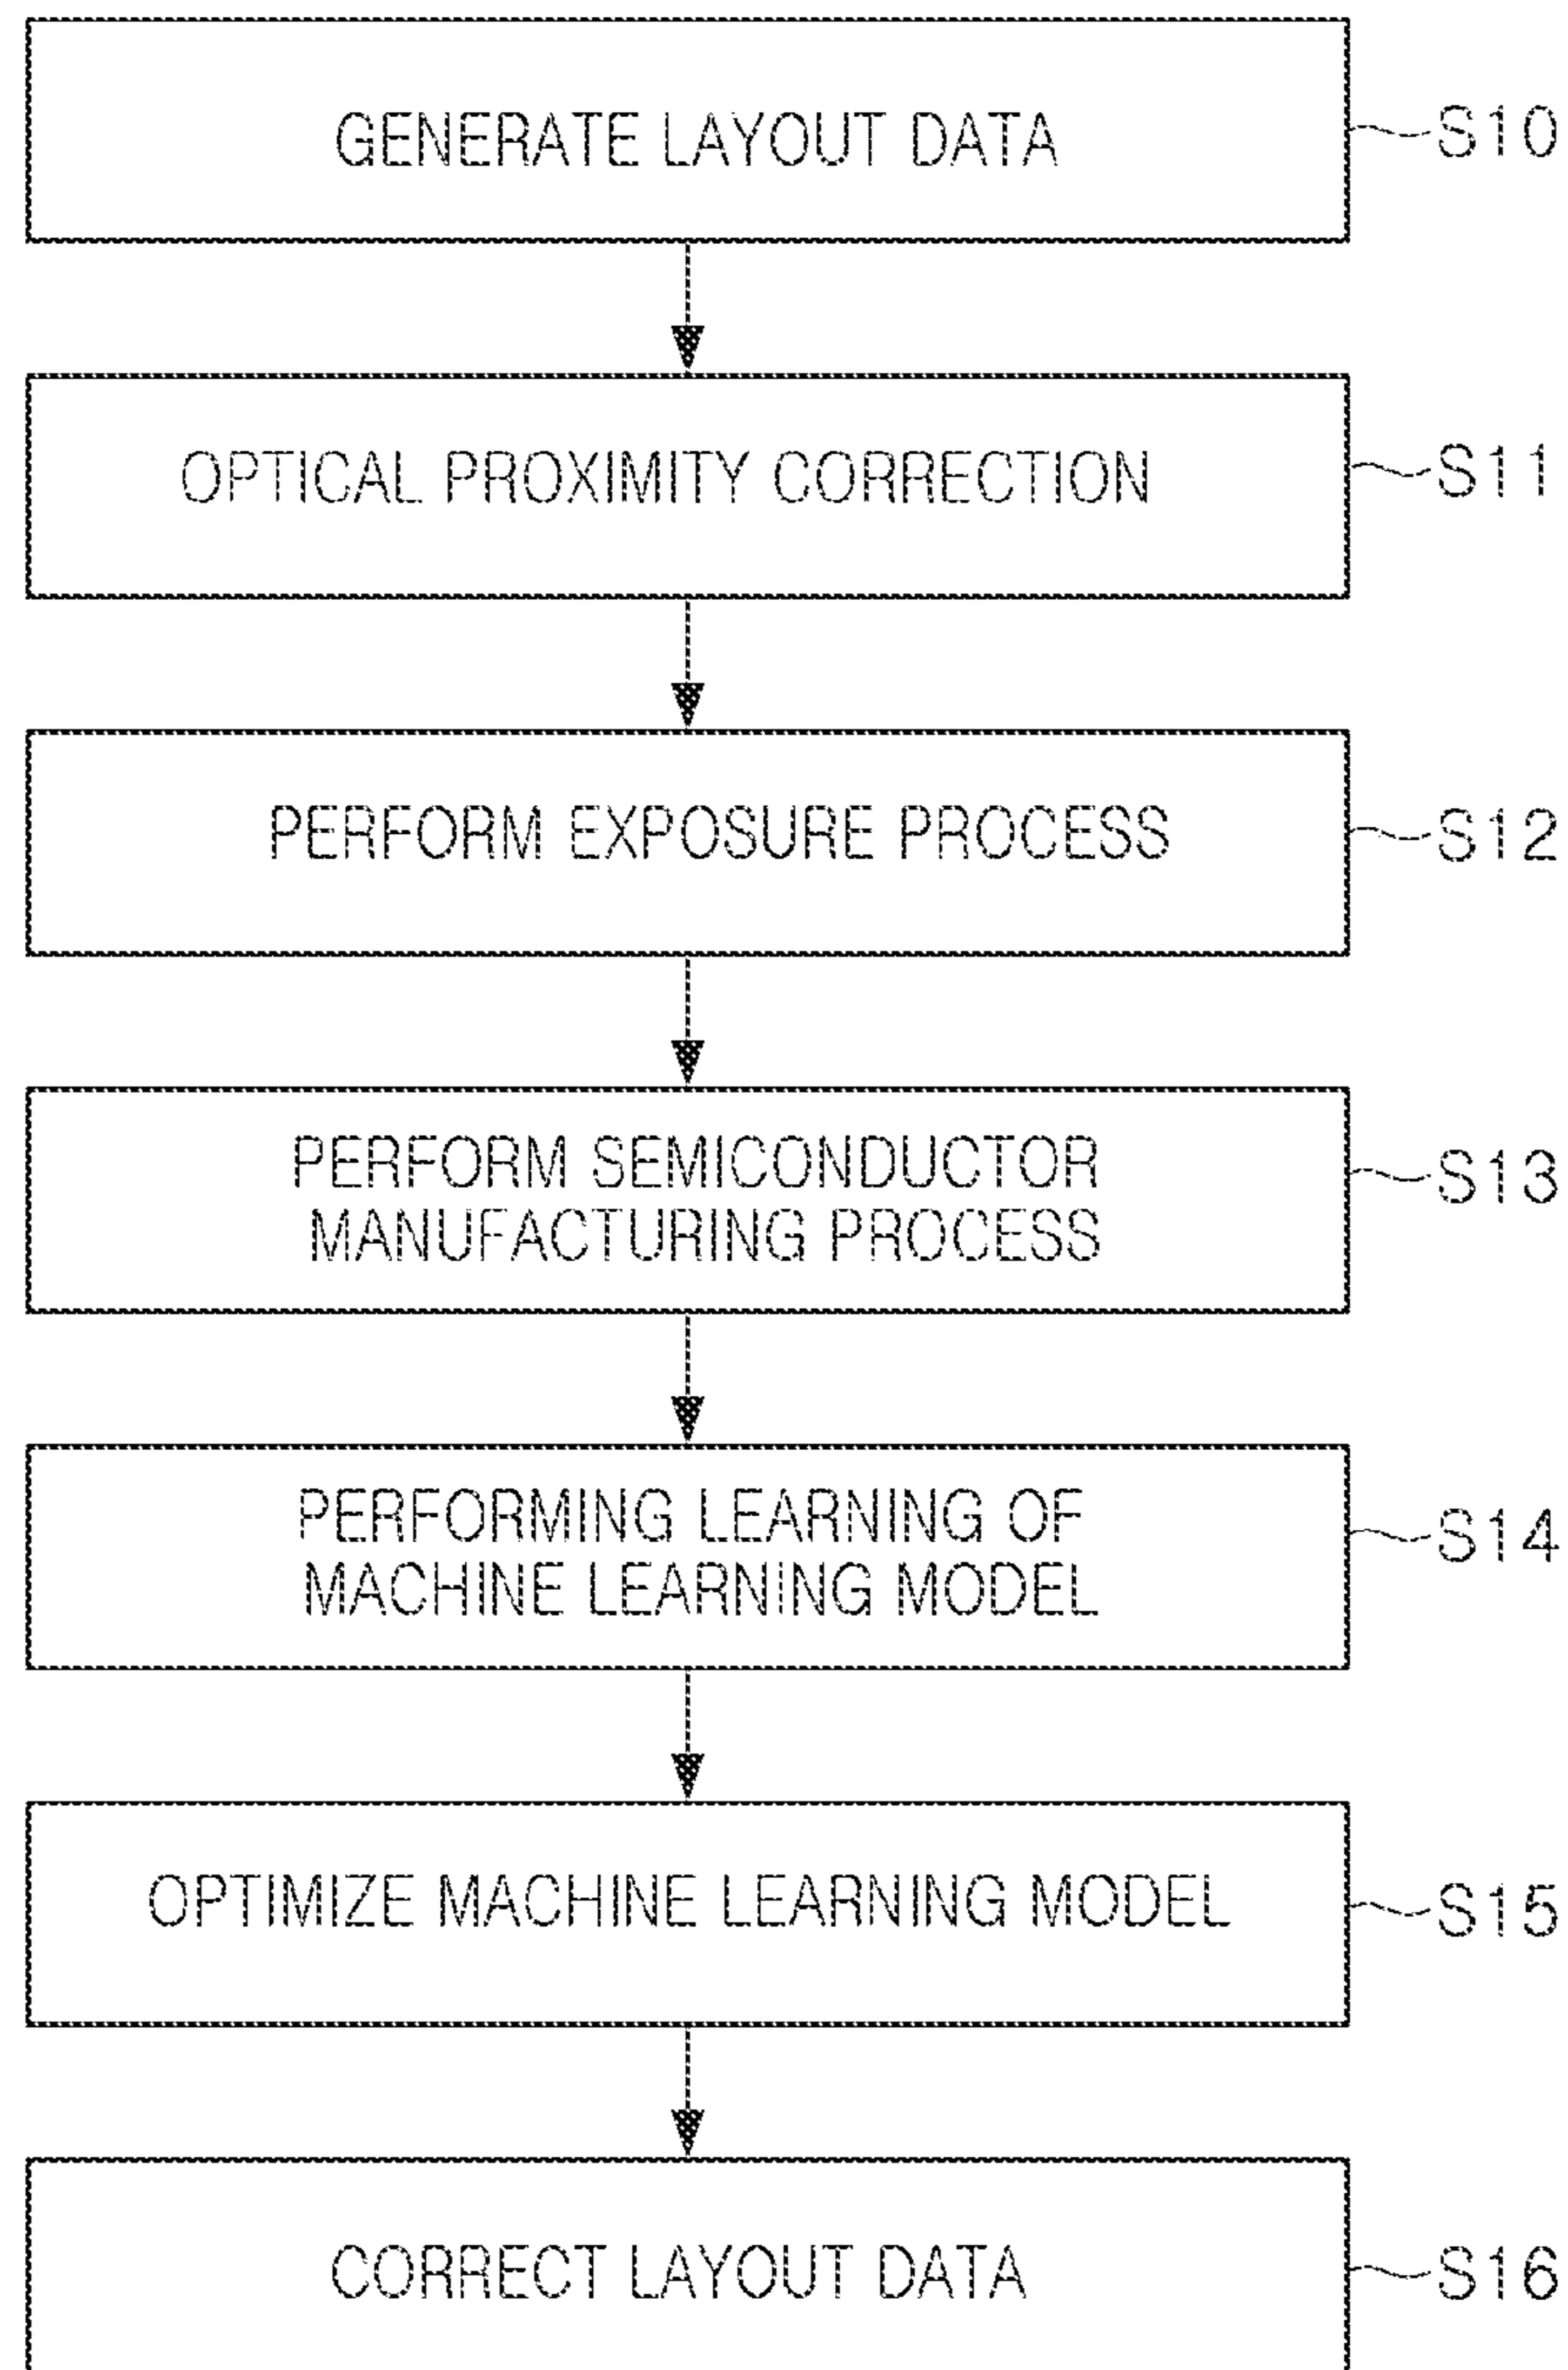 GENERATE LAYOUT DATA
S10
OPTICAL PROXIMITY CORRECTION
S11
PERFORM EXPOSURE PROCESS
S12
PERFORM SEMICONDUCTOR
MANUFACTURING PROCESS
S13
PERFORMING LEARNING OF
MACHINE LEARNING MODEL
S14
OPTIMIZE MACHINE LEARNING MODEL
S15
CORRECT LAYOUT DATA
S16